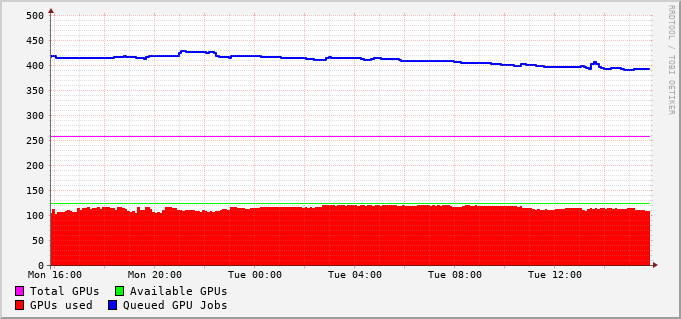 500
450
400
350
300
250
200
150
100
50
0
Mon 16:00 Mon 20:00 Tue 00:00 Tue 04:00 Tue 08:00 Tue 12:00
Total GPUs Available GPUs
GPUs used Queued GPU Jobs
RRDTOOL / TOBI OETIKER